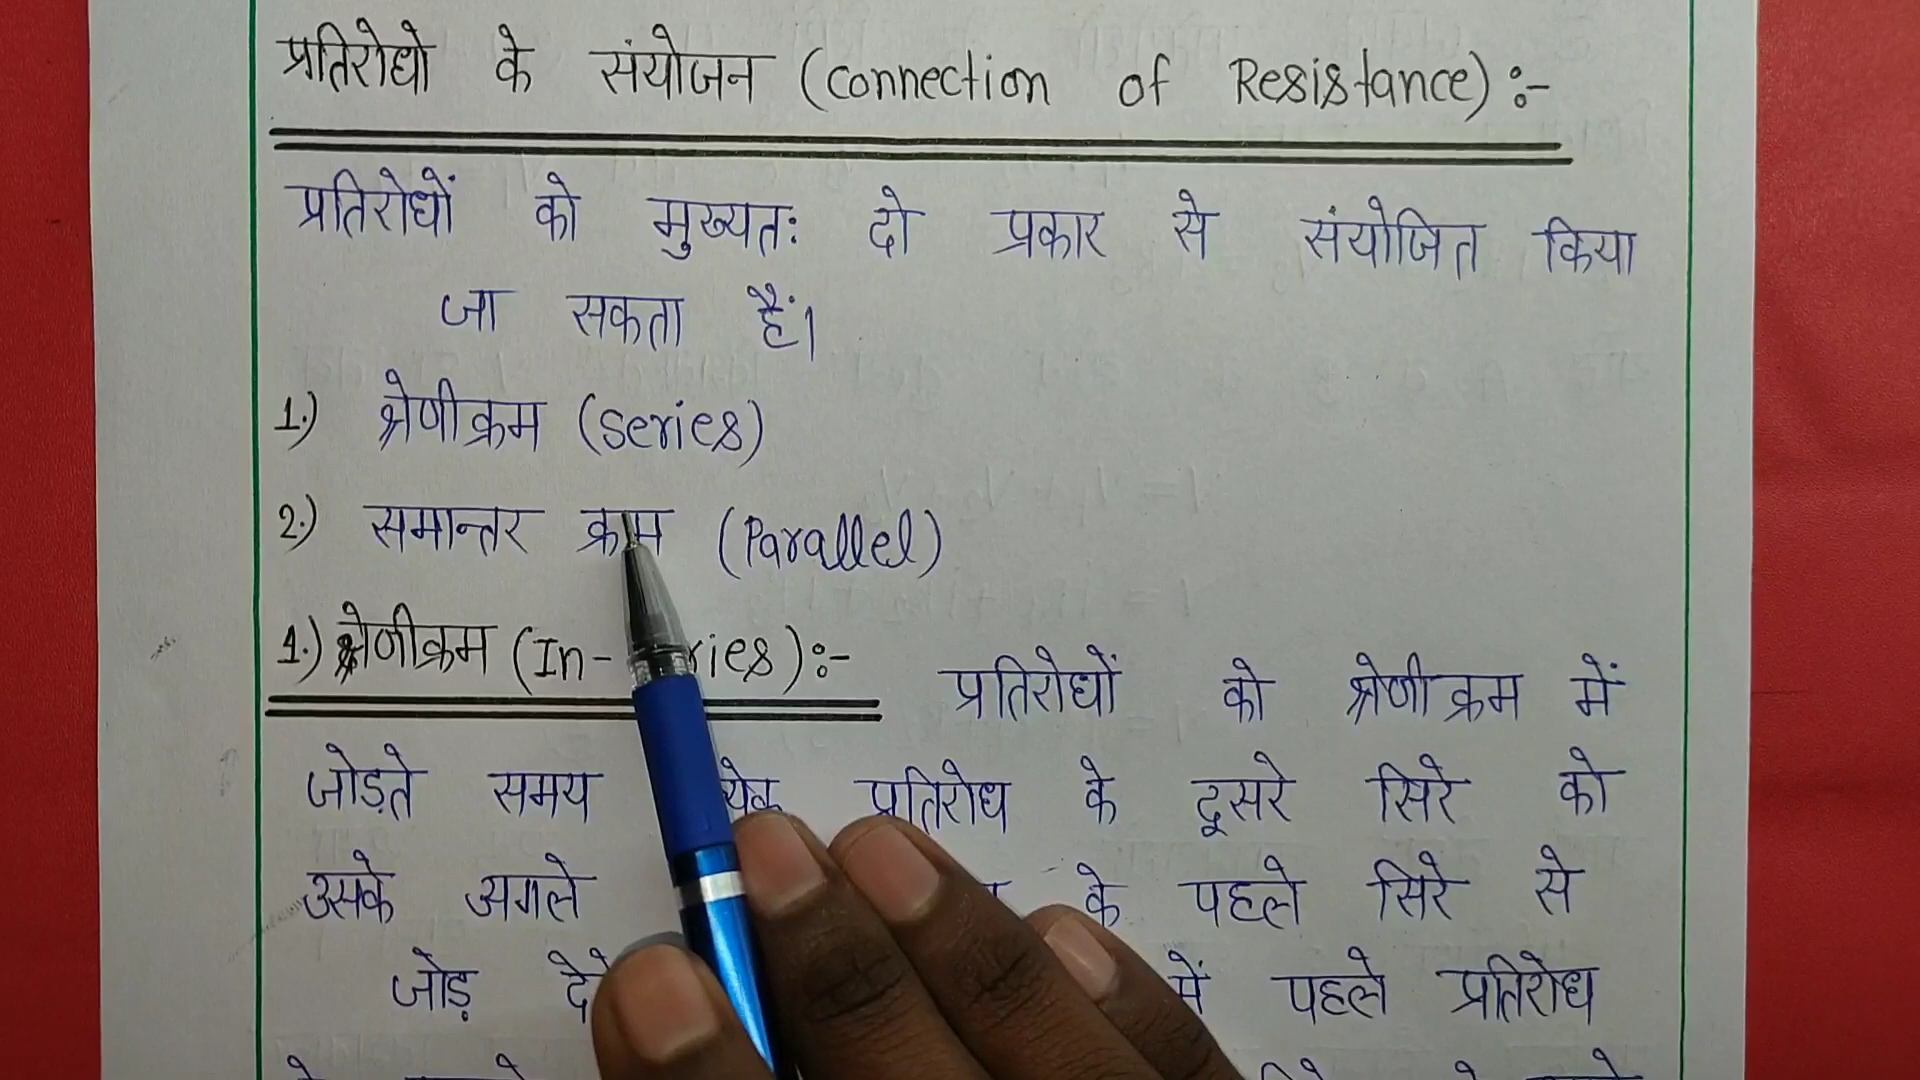 प्रतिरोधो के संयोजन (Connection of Resistance) :-
प्रतिरोधों को मुख्यतः दो प्रकार से संयोजित किया
जा सकता हैं।
1.) श्रेणीक्रम (Series)
2.) समान्तर क्रम (Parallel)
1.) श्रेणीक्रम (In- ries) :- प्रतिरोधों को श्रेणीक्रम में
जोड़ते समय प्रतिरोध के दूसरे सिरे को
उसके अगले के पहले सिरे से
जोड़ में पहले प्रतिरोध